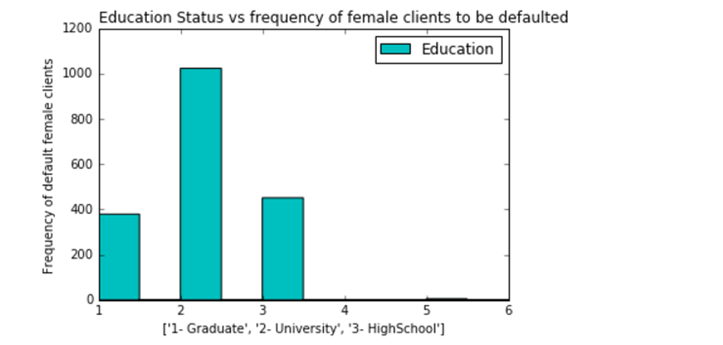 Education Status vs frequency of female clients to be defaulted
1200
Education
1000
800
600
400
200
0
Frequency of default female clients
1 2 3 4 5 6
['1- Graduate', '2- University', '3- HighSchool']